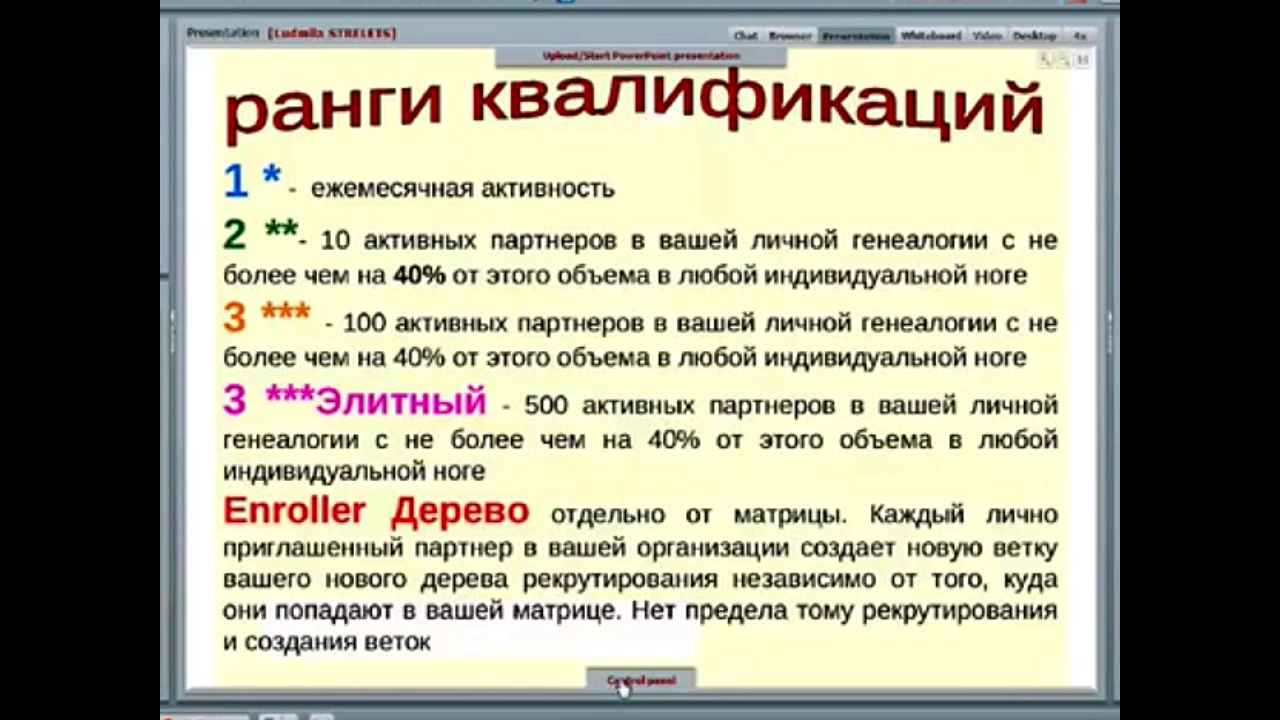 Presentation [Ludmila STRELETS]
Chat Browser Presentation Whiteboard Video Desktop
Upload/Start PowerPoint presentation
ранги квалификаций
1 * - ежемесячная активность
2 **- 10 активных партнеров в вашей личной генеалогии с не
более чем на 40% от этого объема в любой индивидуальной ноге
3 *** - 100 активных партнеров в вашей личной генеалогии с не
более чем на 40% от этого объема в любой индивидуальной ноге
3 ***Элитный - 500 активных партнеров в вашей личной
генеалогии с не более чем на 40% от этого объема в любой
индивидуальной ноге
Enroller Дерево отдельно от матрицы. Каждый лично
приглашенный партнер в вашей организации создает новую ветку
вашего нового дерева рекрутирования независимо от того, куда
они попадают в вашей матрице. Нет предела тому рекрутирования
и создания веток
Control panel